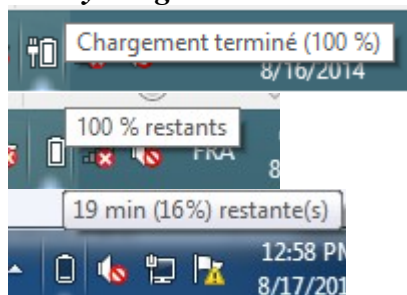 Chargement terminé (100 %)
8/16/2014
100 % restants
FRA
8
19 min (16%) restante(s)
12:58 PM
8/17/201